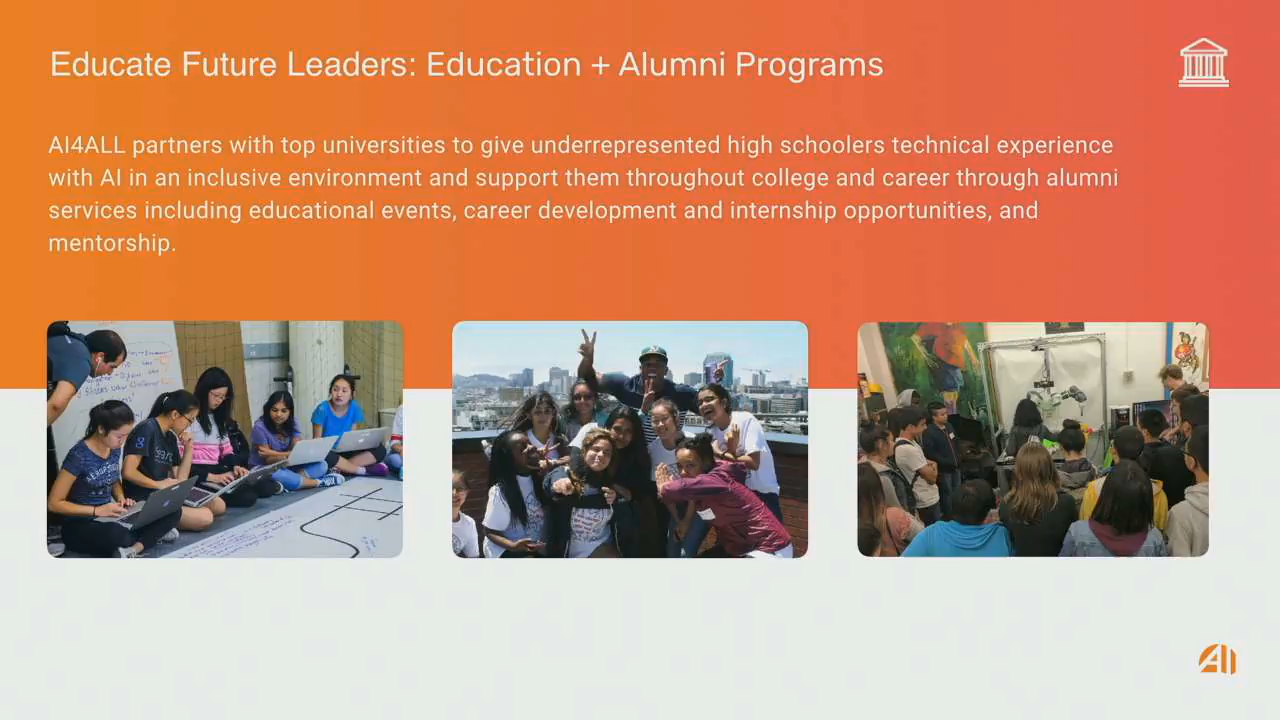 Educate Future Leaders: Education + Alumni Programs
AI4ALL partners with top universities to give underrepresented high schoolers technical experience
with AI in an inclusive environment and support them throughout college and career through alumni
services including educational events, career development and internship opportunities, and
mentorship.
AI